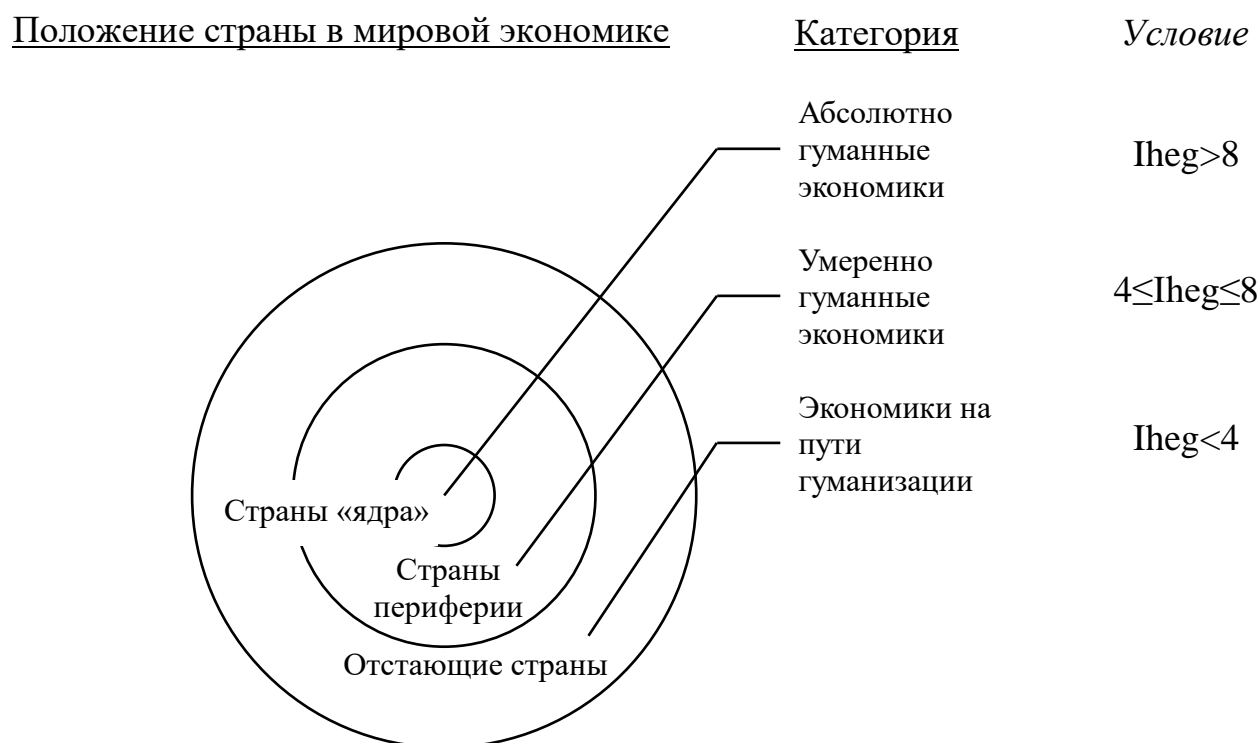 Положение страны в мировой экономике Категория Условие
Абсолютно
гуманные
экономики
Iheg>8
Умеренно
гуманные
экономики
4≤Iheg≤8
Экономики на
пути
гуманизации
Iheg<4
Страны «ядра»
Страны
периферии
Отстающие страны